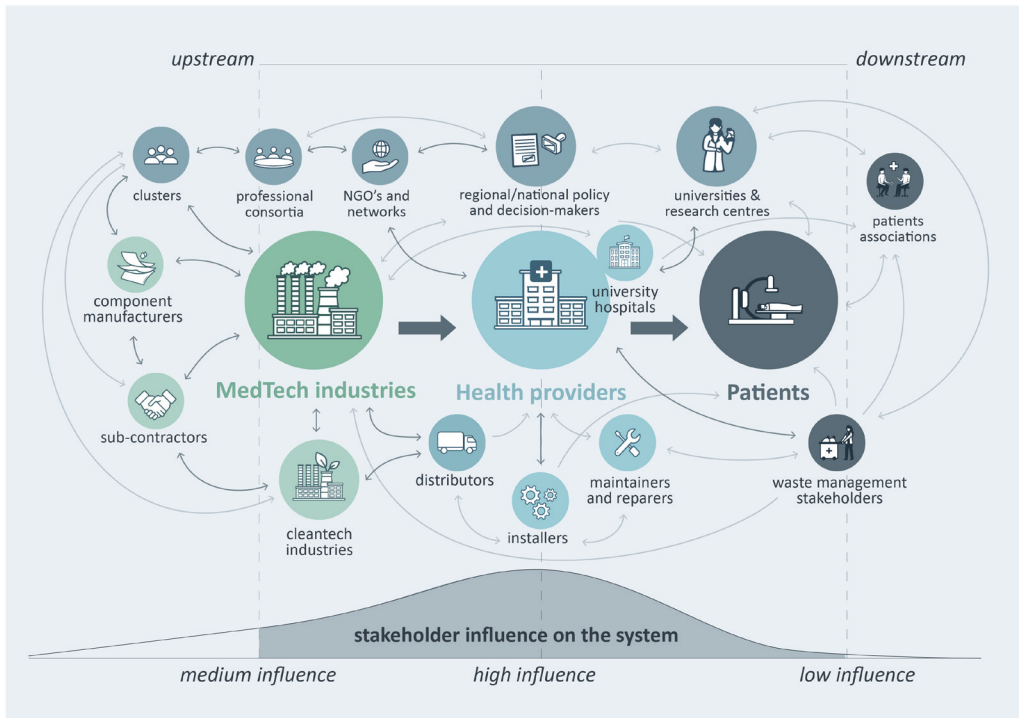 upstream
downstream
clusters
professional
consortia
NGO's and
networks
regional/national policy
and decision-makers
universities &
research centres
patients
associations
component
manufacturers
university
hospitals
MedTech industries
Health providers
Patients
sub-contractors
distributors
maintainers
and reparers
waste management
stakeholders
cleantech
industries
installers
stakeholder influence on the system
medium influence
high influence
low influence